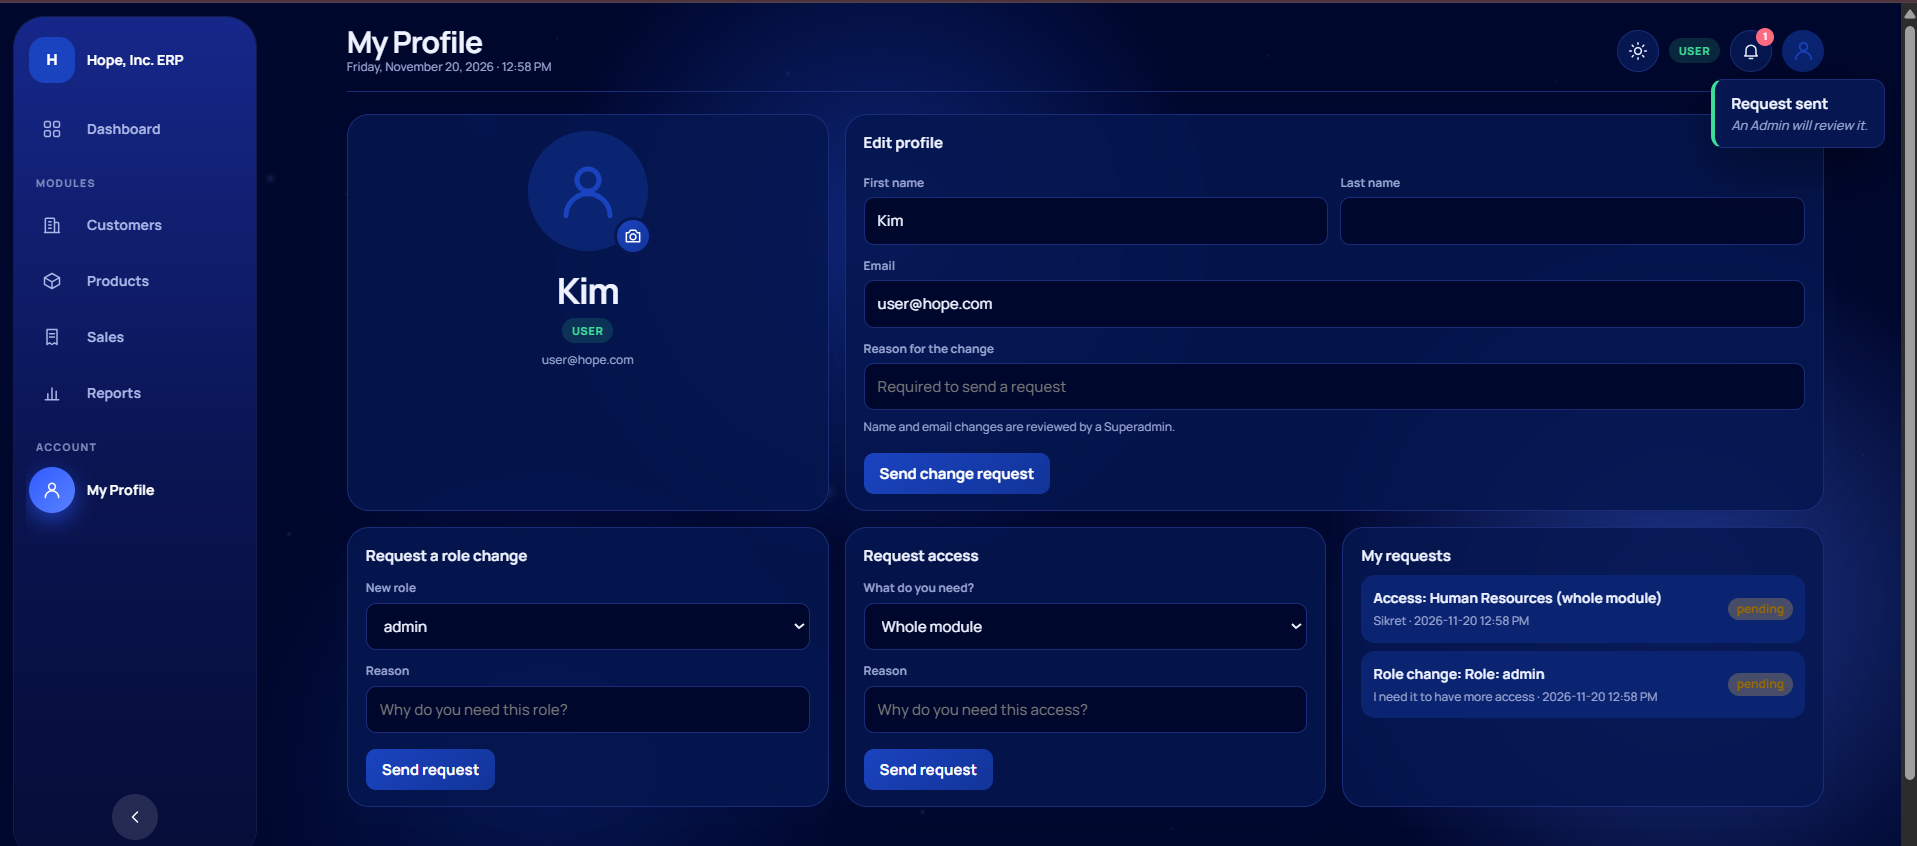 H
Hope, Inc. ERP
Dashboard
MODULES
Customers
Products
Sales
Reports
ACCOUNT
My Profile
My Profile
Friday, November 20, 2026 · 12:58 PM
USER
1
Request sent
An Admin will review it.
Kim
USER
user@hope.com
Edit profile
First name
Last name
Kim
Email
user@hope.com
Reason for the change
Required to send a request
Name and email changes are reviewed by a Superadmin.
Send change request
Request a role change
New role
admin
Reason
Why do you need this role?
Send request
Request access
What do you need?
Whole module
Reason
Why do you need this access?
Send request
My requests
Access: Human Resources (whole module)
Sikret · 2026-11-20 12:58 PM
pending
Role change: Role: admin
I need it to have more access · 2026-11-20 12:58 PM
pending